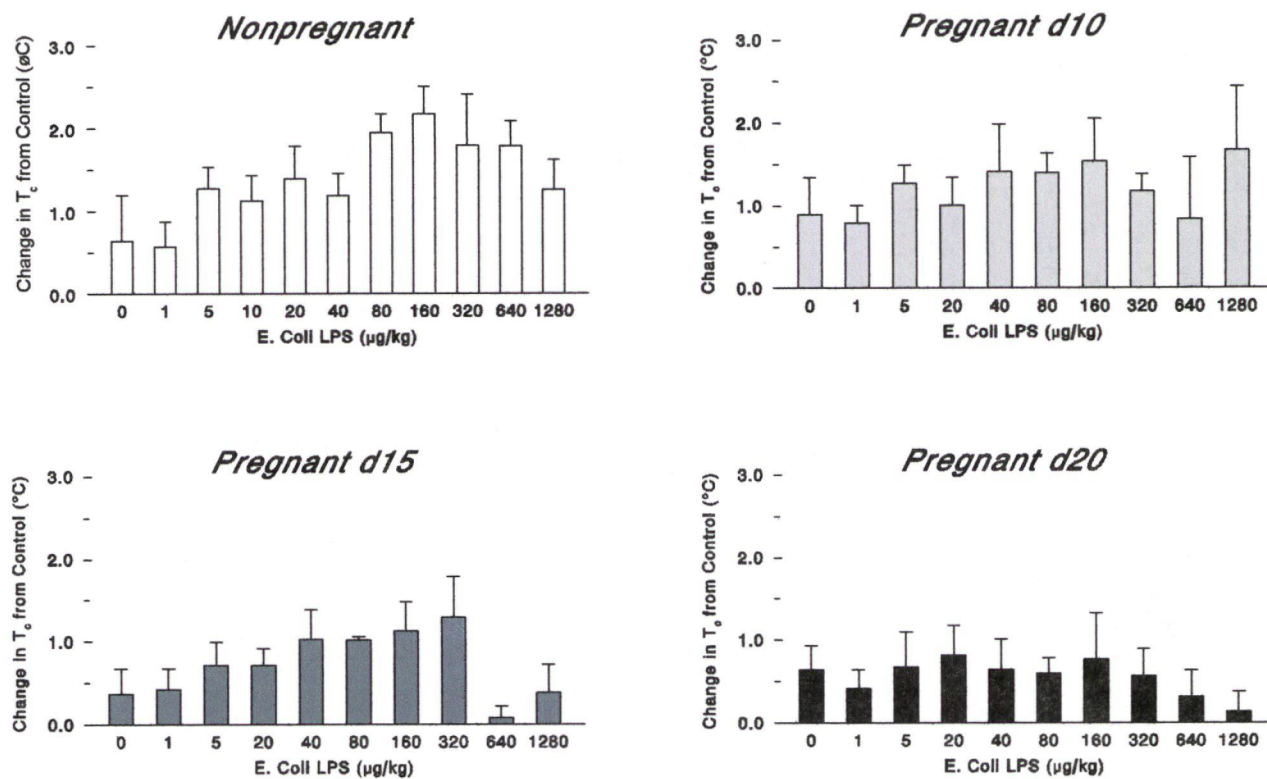 Nonpregnant
Change in Tc from Control (øC)
3.0
2.0
1.0
0.0
0 1 5 10 20 40 80 160 320 640 1280
E. Coli LPS (µg/kg)
Pregnant d10
Change in Tc from Control (°C)
3.0
2.0
1.0
0.0
0 1 5 20 40 80 160 320 640 1280
E. Coli LPS (µg/kg)
Pregnant d15
Change in Tc from Control (°C)
3.0
2.0
1.0
0.0
0 1 5 20 40 80 160 320 640 1280
E. Coli LPS (µg/kg)
Pregnant d20
Change in Tc from Control (°C)
3.0
2.0
1.0
0.0
0 1 5 20 40 80 160 320 640 1280
E. Coli LPS (µg/kg)